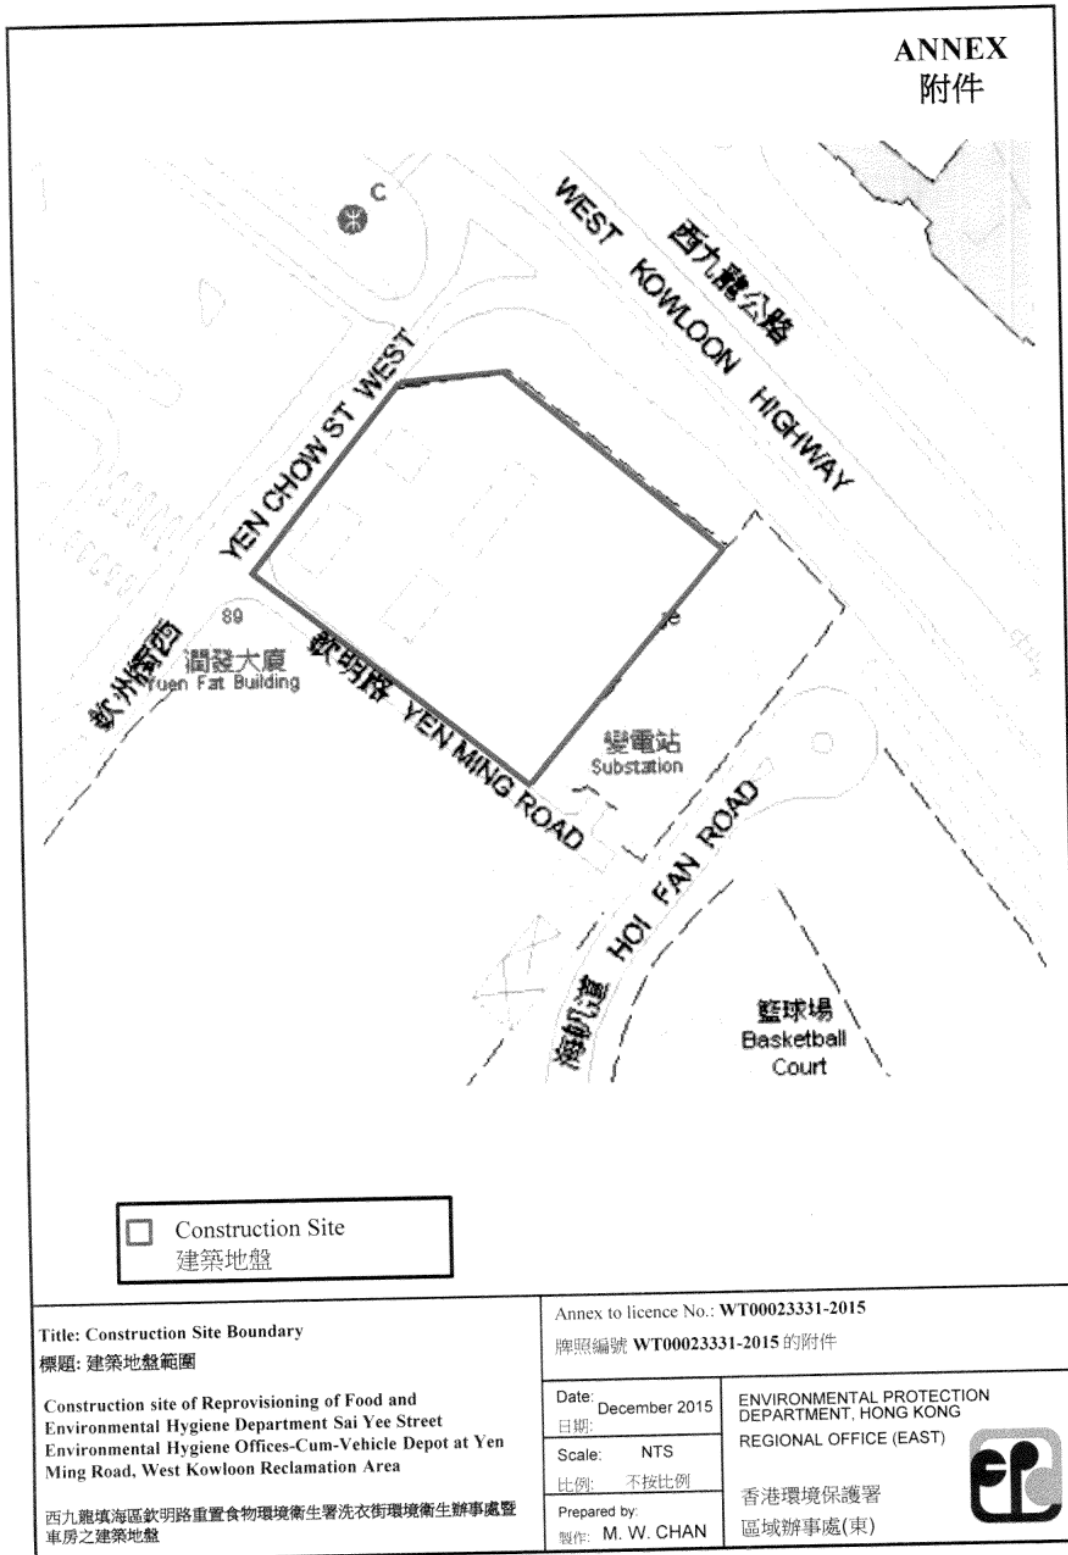 ANNEX
附件
C
WEST KOWLOON HIGHWAY
西九龍公路
YEN CHOW ST WEST
欽州街西
89
潤發大廈
Yuen Fat Building
欽明路 YEN MING ROAD
變電站
Substation
海帆道 HOI FAN ROAD
籃球場
Basketball
Court
Construction Site
建築地盤
Title: Construction Site Boundary
標題: 建築地盤範圍
Construction site of Reprovisioning of Food and
Environmental Hygiene Department Sai Yee Street
Environmental Hygiene Offices-Cum-Vehicle Depot at Yen
Ming Road, West Kowloon Reclamation Area
西九龍填海區欽明路重置食物環境衞生署洗衣街環境衞生辦事處暨
車房之建築地盤
Annex to licence No.: WT00023331-2015
牌照編號 WT00023331-2015 的附件
Date: December 2015
日期:
Scale: NTS
比例: 不按比例
Prepared by:
製作: M. W. CHAN
ENVIRONMENTAL PROTECTION
DEPARTMENT, HONG KONG
REGIONAL OFFICE (EAST)
香港環境保護署
區域辦事處(東)